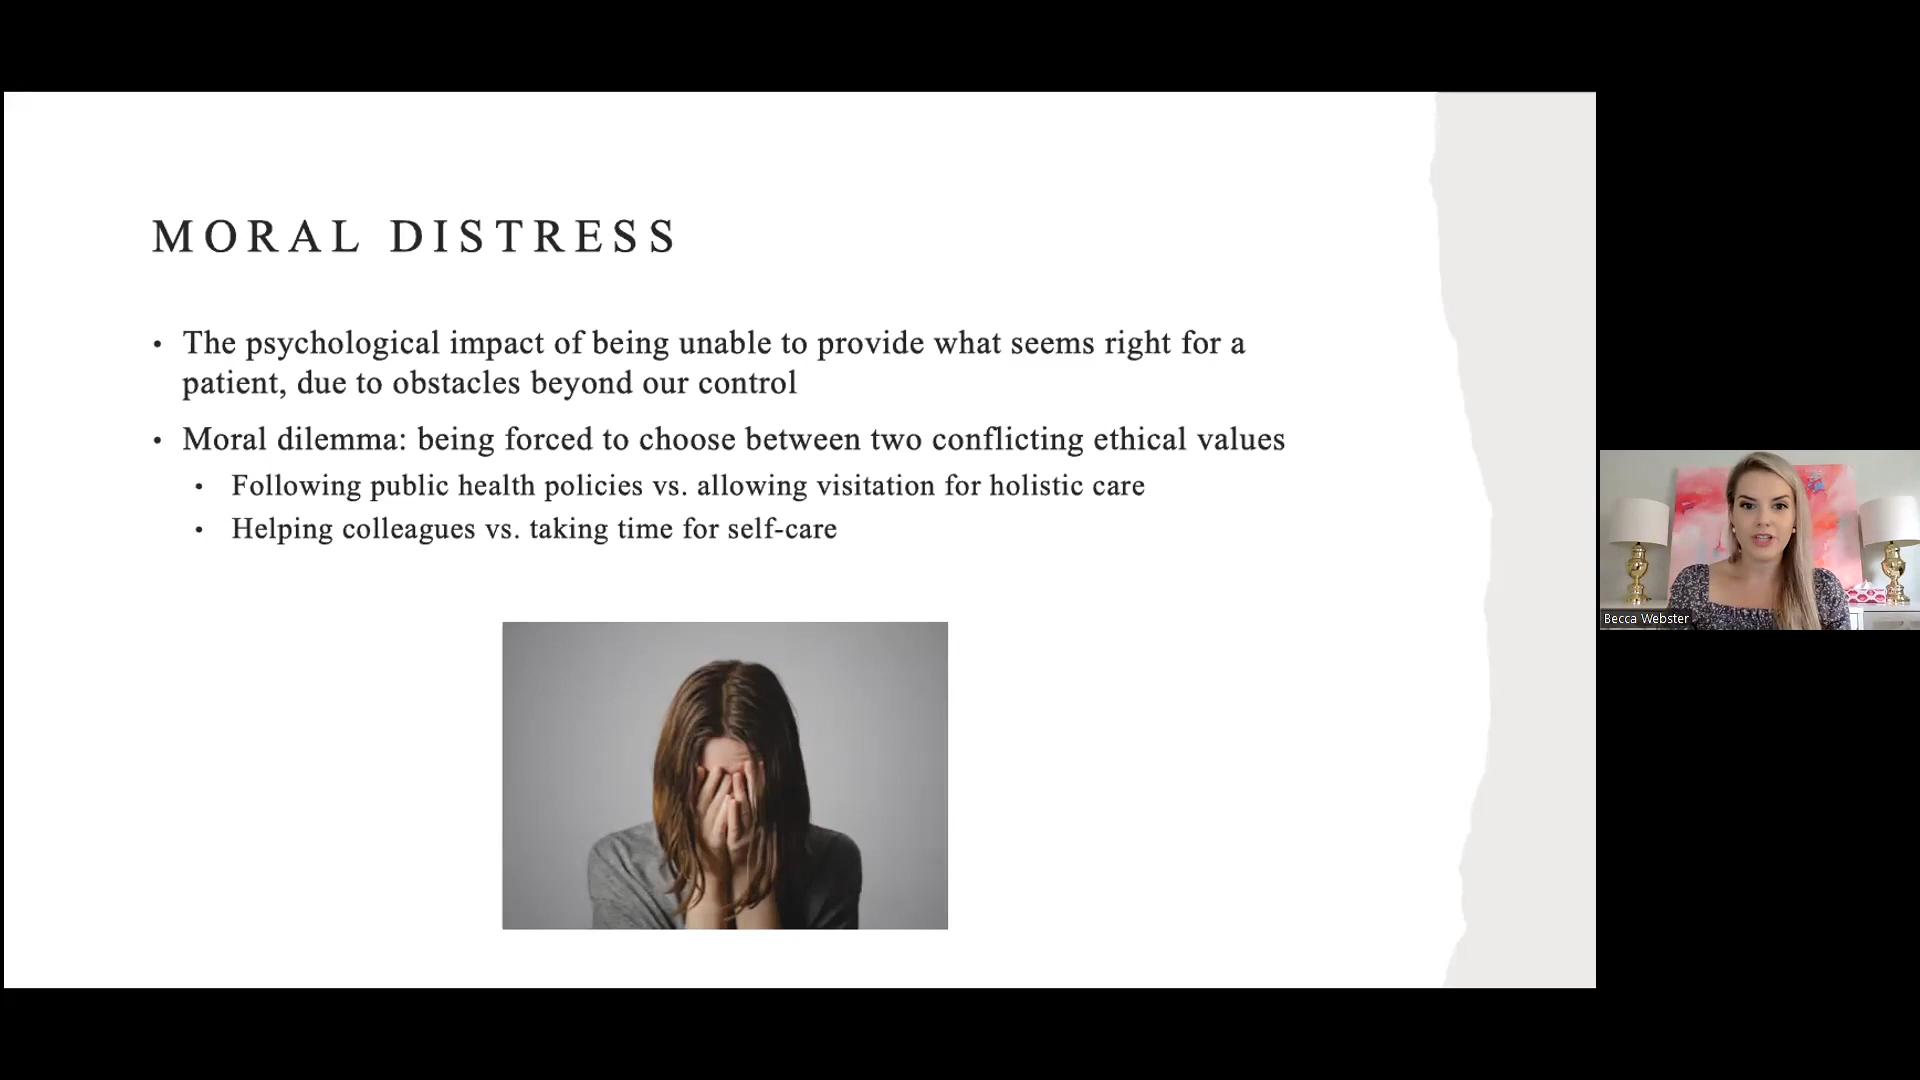 MORAL DISTRESS
• The psychological impact of being unable to provide what seems right for a
patient, due to obstacles beyond our control
• Moral dilemma: being forced to choose between two conflicting ethical values
• Following public health policies vs. allowing visitation for holistic care
• Helping colleagues vs. taking time for self-care
Becca Webster